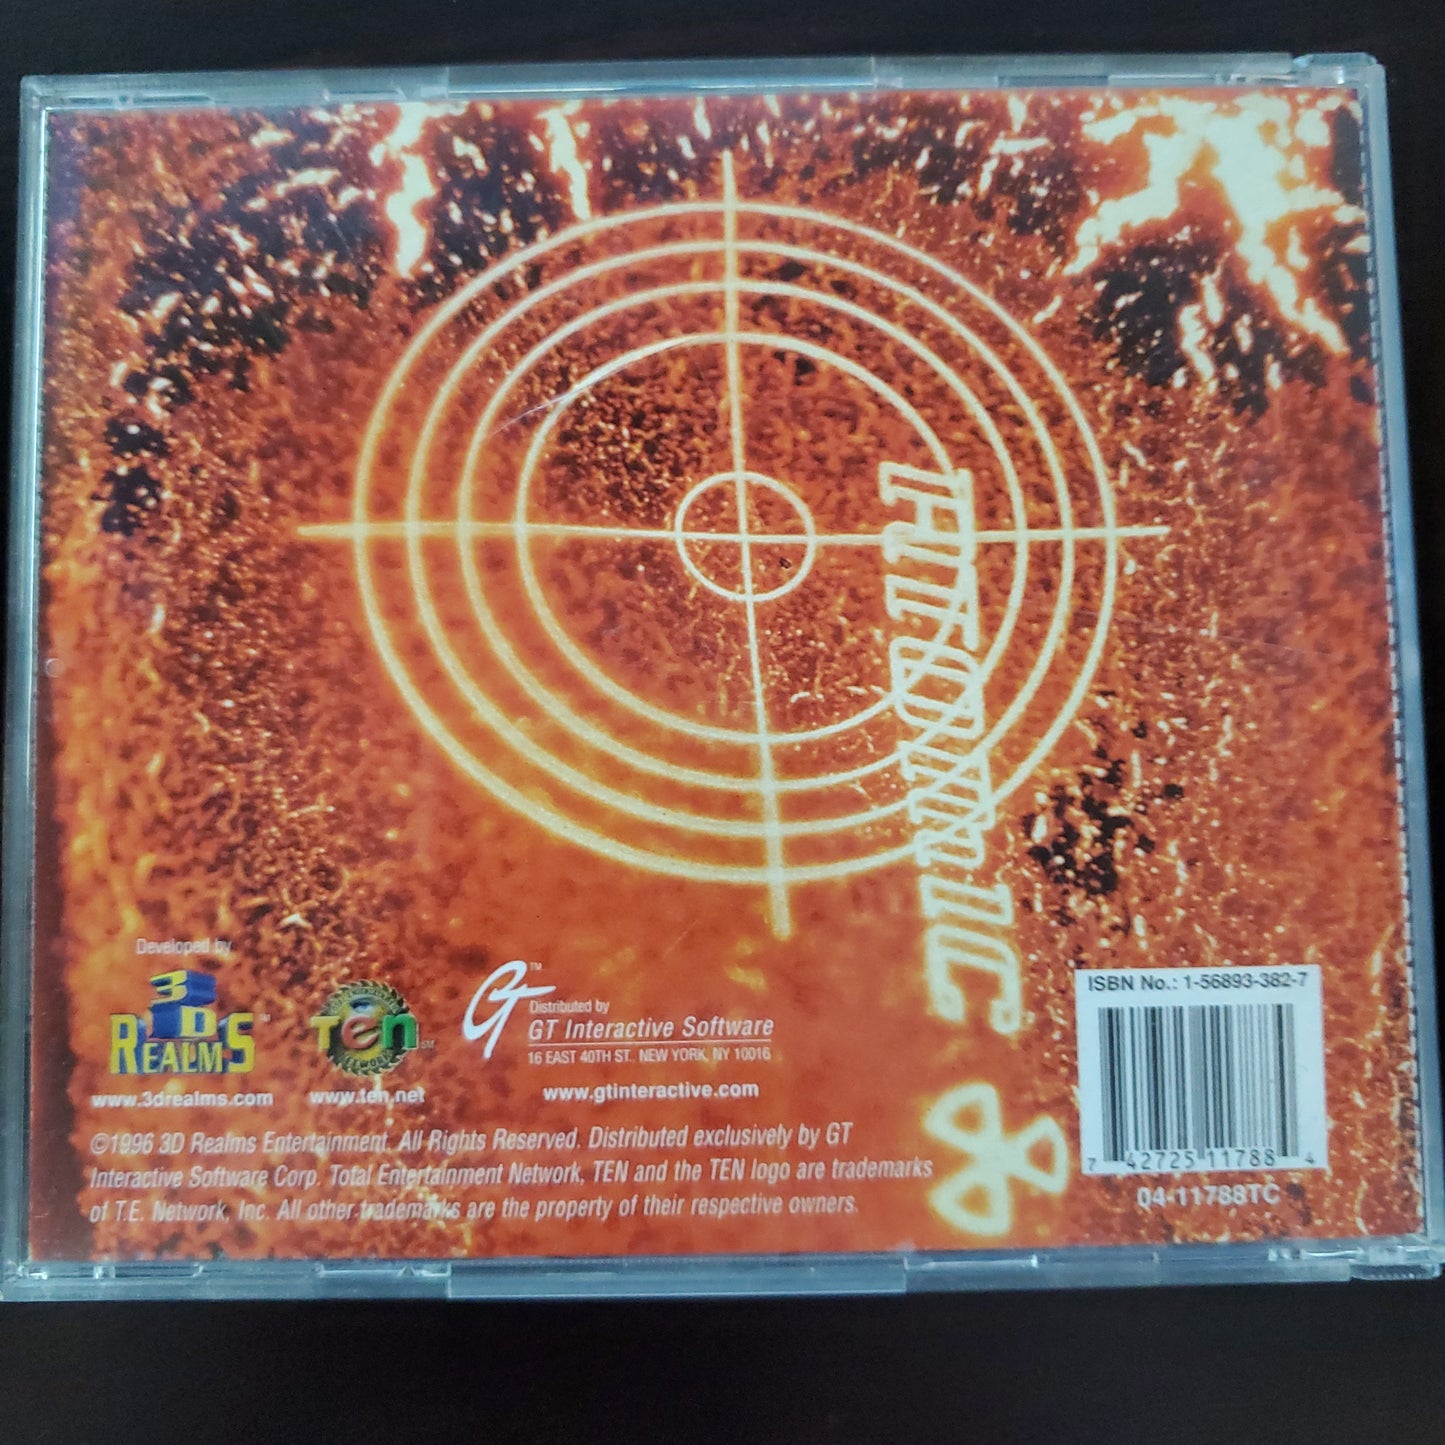 ATOMIC
Developed by
3D
REALMS™
www.3drealms.com
TEN SM
NETWORK
www.ten.net
GT™
Distributed by
GT Interactive Software
16 EAST 40TH ST. NEW YORK, NY 10016
www.gtinteractive.com
©1996 3D Realms Entertainment. All Rights Reserved. Distributed exclusively by GT
Interactive Software Corp. Total Entertainment Network, TEN and the TEN logo are trademarks
of T.E. Network, Inc. All other trademarks are the property of their respective owners.
ISBN No.: 1-56893-382-7
7 42725 11788 4
04-11788TC